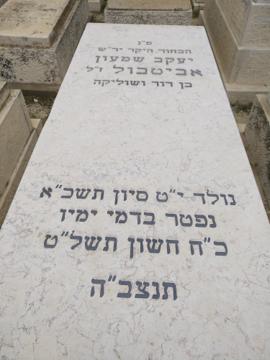 פ"נ
הבחור היקר יר"ש
יעקב שמעון
אביטבול ז"ל
בן דוד ושוליקה
נולד י"ט סיון תשכ"א
נפטר בדמי ימיו
כ"ח חשון תשל"ט
תנצב"ה